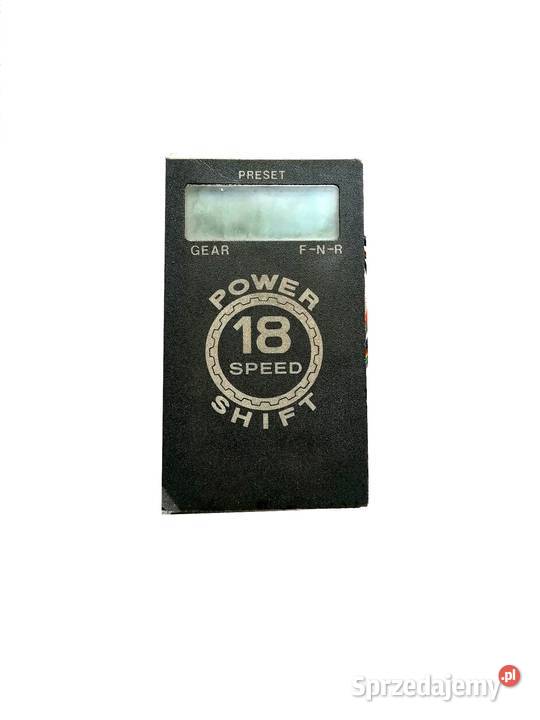 PRESET
GEAR F-N-R
POWER
18
SPEED
SHIFT
Sprzedajemy.pl